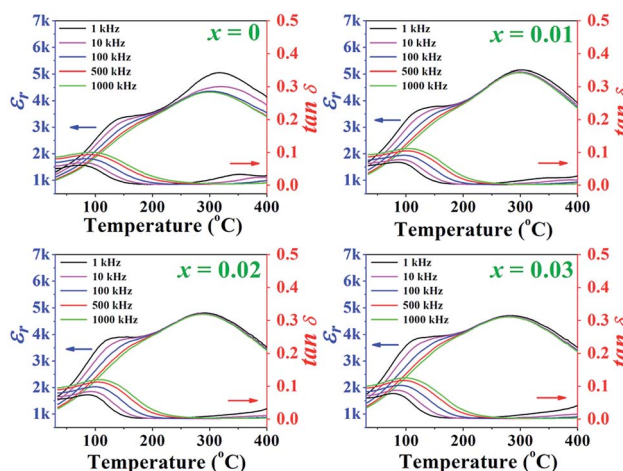 7k
6k
5k
4k
3k
2k
1k
εr
1 kHz
10 kHz
100 kHz
500 kHz
1000 kHz
x = 0
0.5
0.4
0.3
0.2
0.1
0.0
tan δ
100 200 300 400
Temperature (°C)
7k
6k
5k
4k
3k
2k
1k
εr
1 kHz
10 kHz
100 kHz
500 kHz
1000 kHz
x = 0.01
0.5
0.4
0.3
0.2
0.1
0.0
tan δ
100 200 300 400
Temperature (°C)
7k
6k
5k
4k
3k
2k
1k
εr
1 kHz
10 kHz
100 kHz
500 kHz
1000 kHz
x = 0.02
0.5
0.4
0.3
0.2
0.1
0.0
tan δ
100 200 300 400
Temperature (°C)
7k
6k
5k
4k
3k
2k
1k
εr
1 kHz
10 kHz
100 kHz
500 kHz
1000 kHz
x = 0.03
0.5
0.4
0.3
0.2
0.1
0.0
tan δ
100 200 300 400
Temperature (°C)